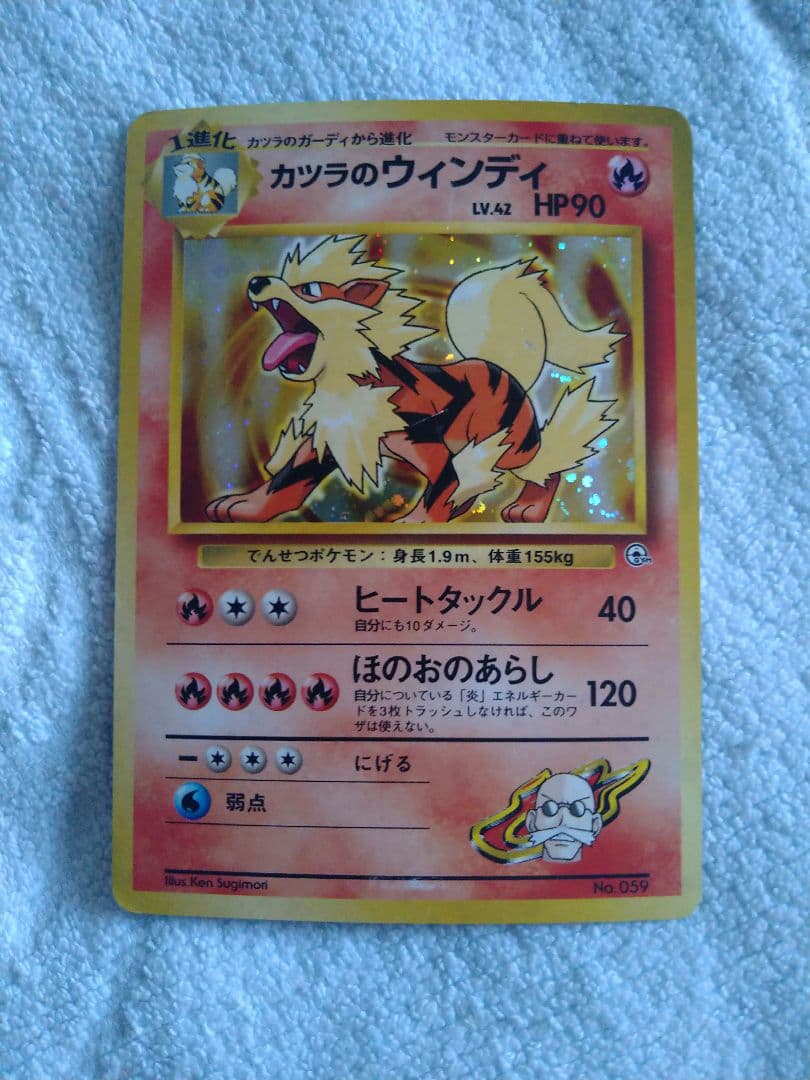 1進化 カツラのガーディから進化 モンスターカードに重ねて使います。
カツラのウィンディ
LV.42 HP90
でんせつポケモン：身長1.9m、体重155kg
GYM
ヒートタックル 40
自分にも10ダメージ。
ほのおのあらし 120
自分についている「炎」エネルギーカー
ドを3枚トラッシュしなければ、このワ
ザは使えない。
ー にげる
弱点
Illus.Ken Sugimori No.059